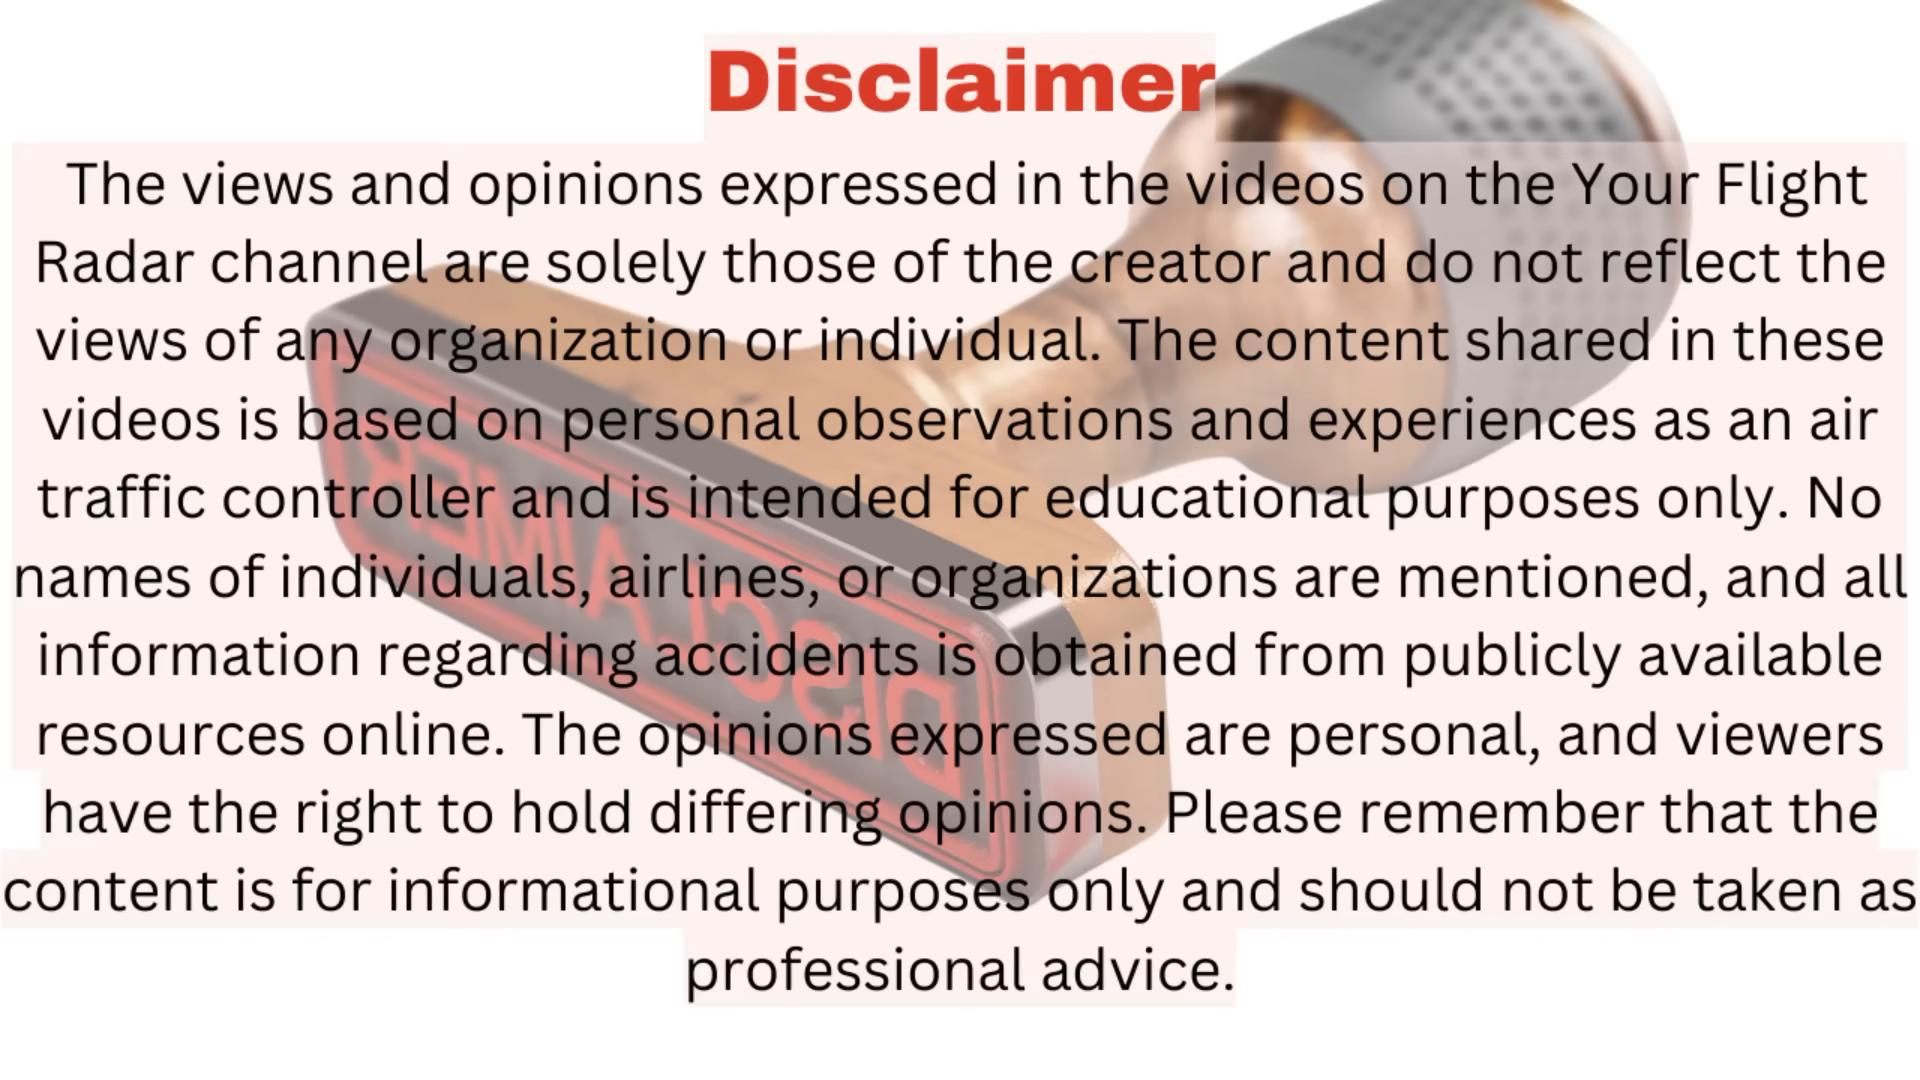 Disclaimer
The views and opinions expressed in the videos on the Your Flight
Radar channel are solely those of the creator and do not reflect the
views of any organization or individual. The content shared in these
videos is based on personal observations and experiences as an air
traffic controller and is intended for educational purposes only. No
names of individuals, airlines, or organizations are mentioned, and all
information regarding accidents is obtained from publicly available
resources online. The opinions expressed are personal, and viewers
have the right to hold differing opinions. Please remember that the
content is for informational purposes only and should not be taken as
professional advice.
DISCLAIMER